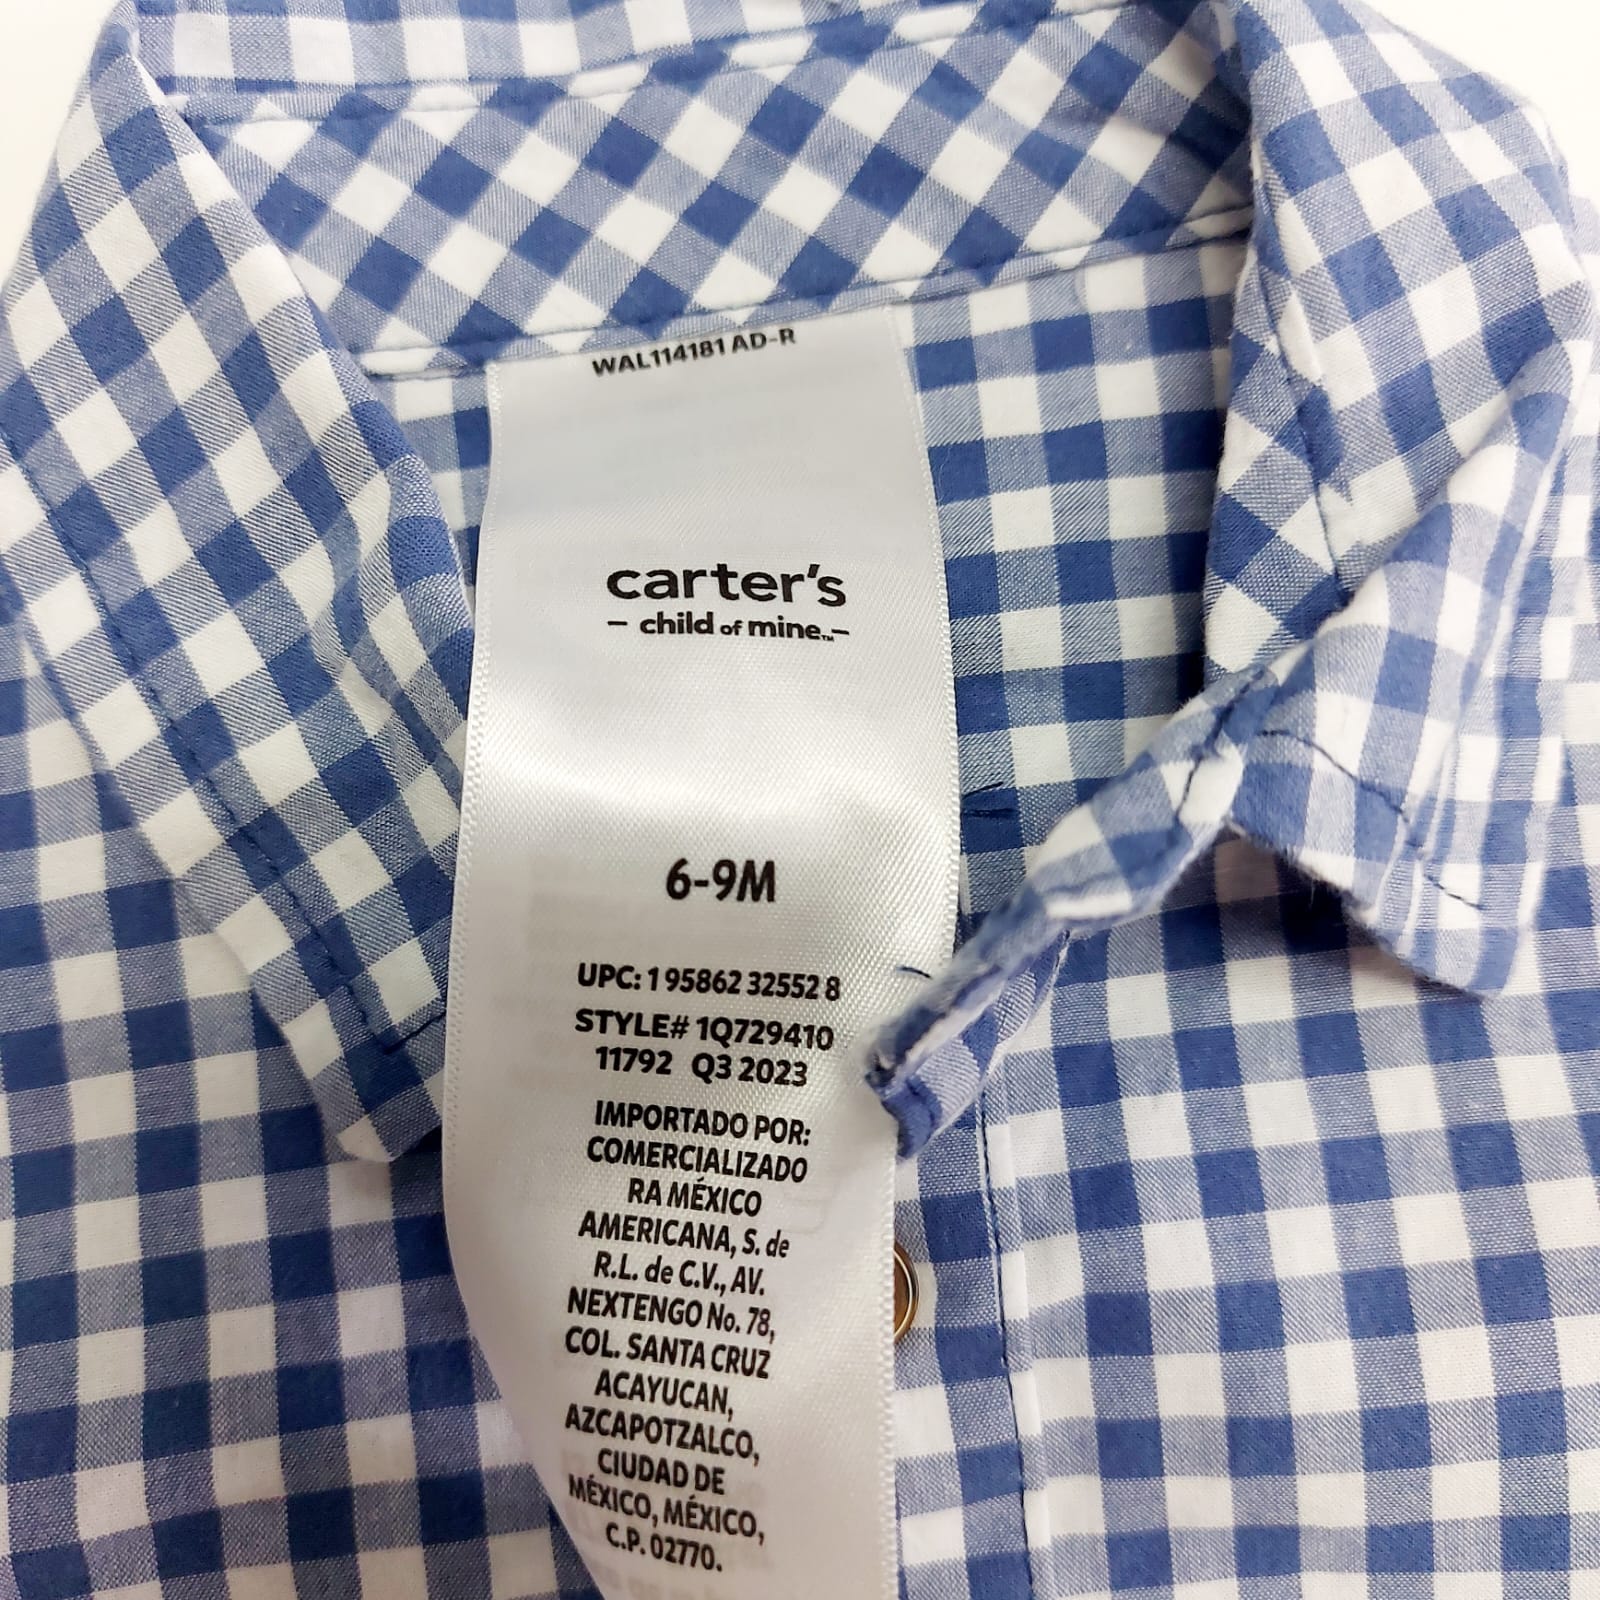 WAL114181 AD-R
carter's
– child of mine™ –
6-9M
UPC: 1 95862 32552 8
STYLE# 1Q729410
11792 Q3 2023
IMPORTADO POR:
COMERCIALIZADO
RA MÉXICO
AMERICANA, S. de
R.L. de C.V., AV.
NEXTENGO No. 78,
COL. SANTA CRUZ
ACAYUCAN,
AZCAPOTZALCO,
CIUDAD DE
MÉXICO, MÉXICO,
C.P. 02770.